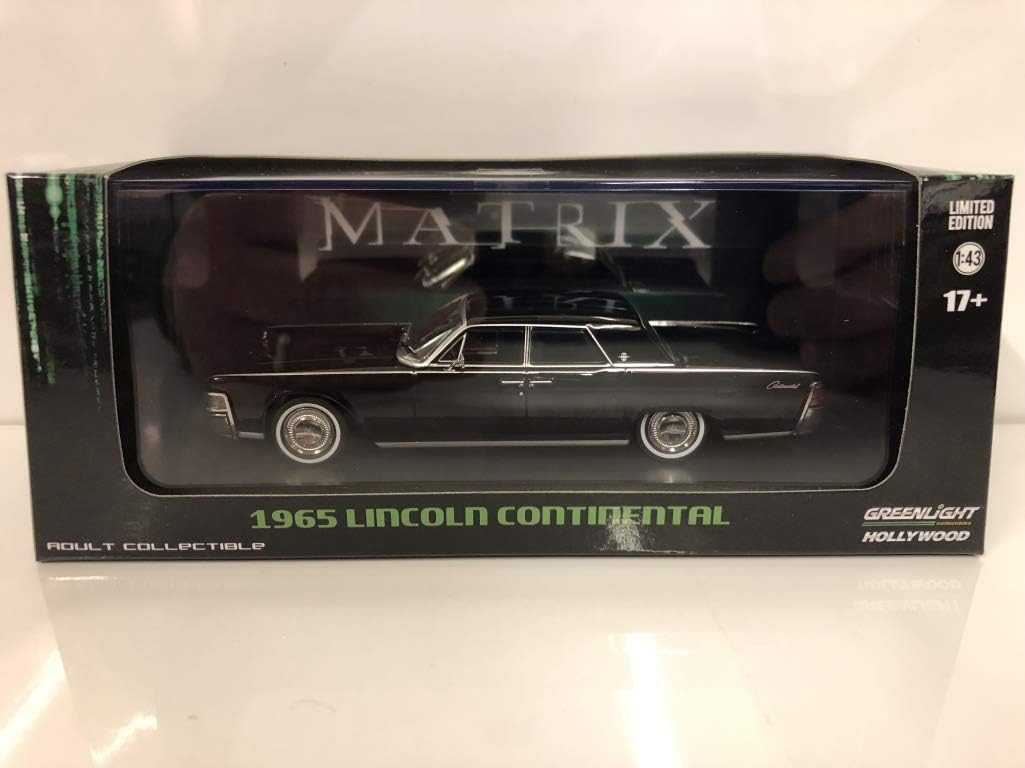 MATRIX
LIMITED
EDITION
1:43
17+
Continental
1965 LINCOLN CONTINENTAL
ADULT COLLECTIBLE
GREENLIGHT
collectibles
HOLLYWOOD